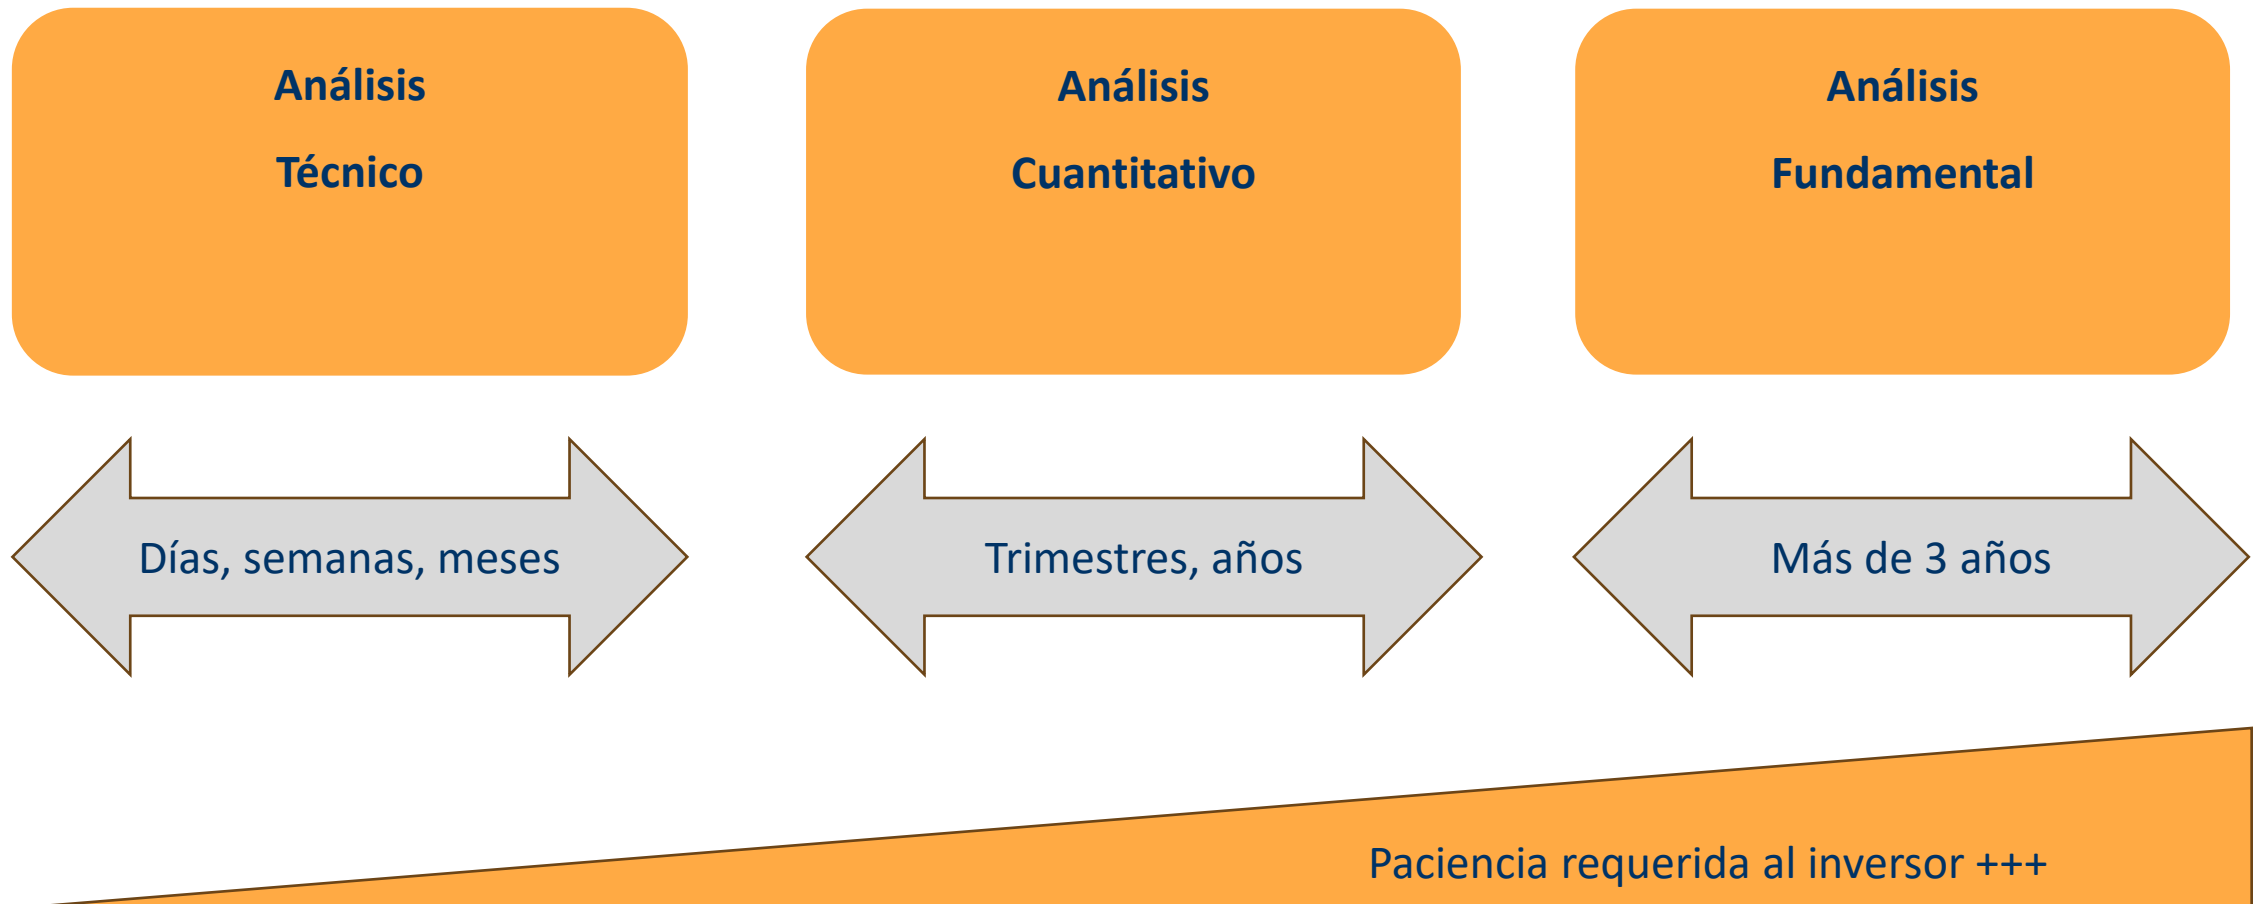 Análisis
Técnico
Análisis
Cuantitativo
Análisis
Fundamental
Días, semanas, meses
Trimestres, años
Más de 3 años
Paciencia requerida al inversor +++